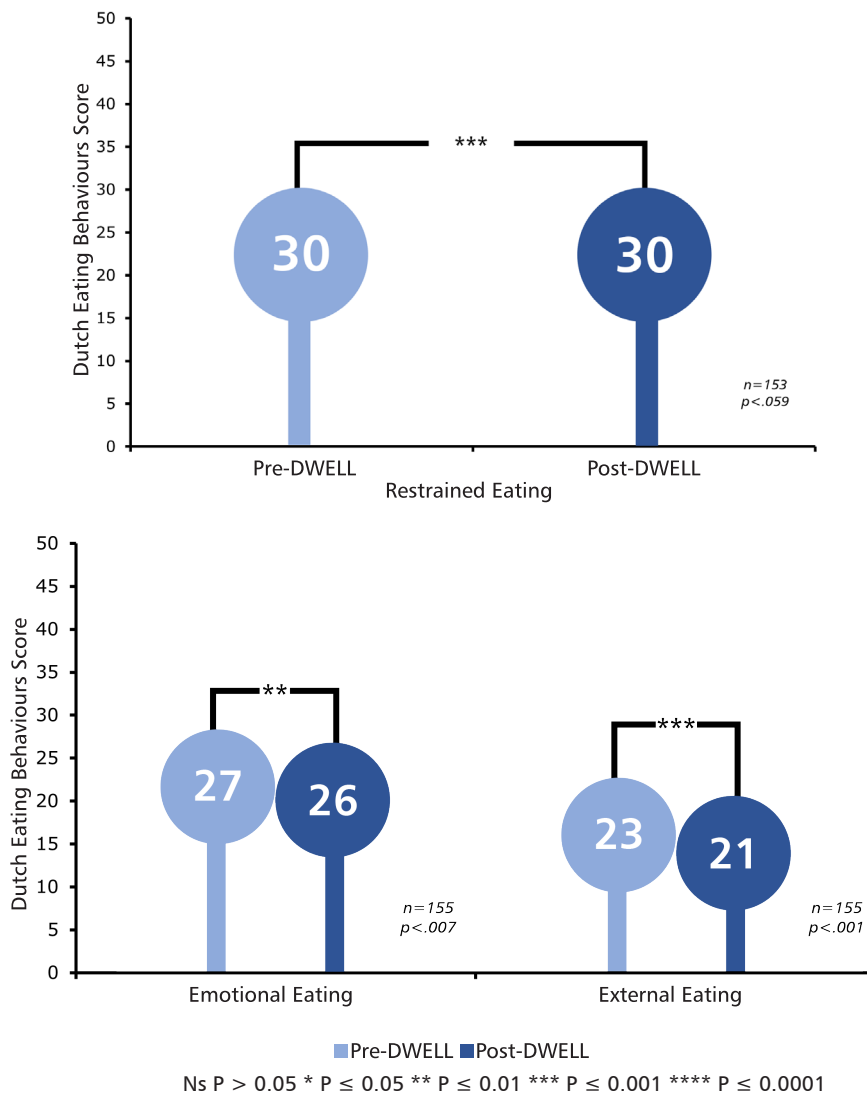 50
45
40
35
30
25
20
15
10
5
0
Dutch Eating Behaviours Score
***
30
30
n=153
p<.059
Pre-DWELL Post-DWELL
Restrained Eating
50
45
40
35
30
25
20
15
10
5
0
Dutch Eating Behaviours Score
**
***
27
26
23
21
n=155
p<.007
n=155
p<.001
Emotional Eating External Eating
Pre-DWELL Post-DWELL
Ns P > 0.05 * P ≤ 0.05 ** P ≤ 0.01 *** P ≤ 0.001 **** P ≤ 0.0001